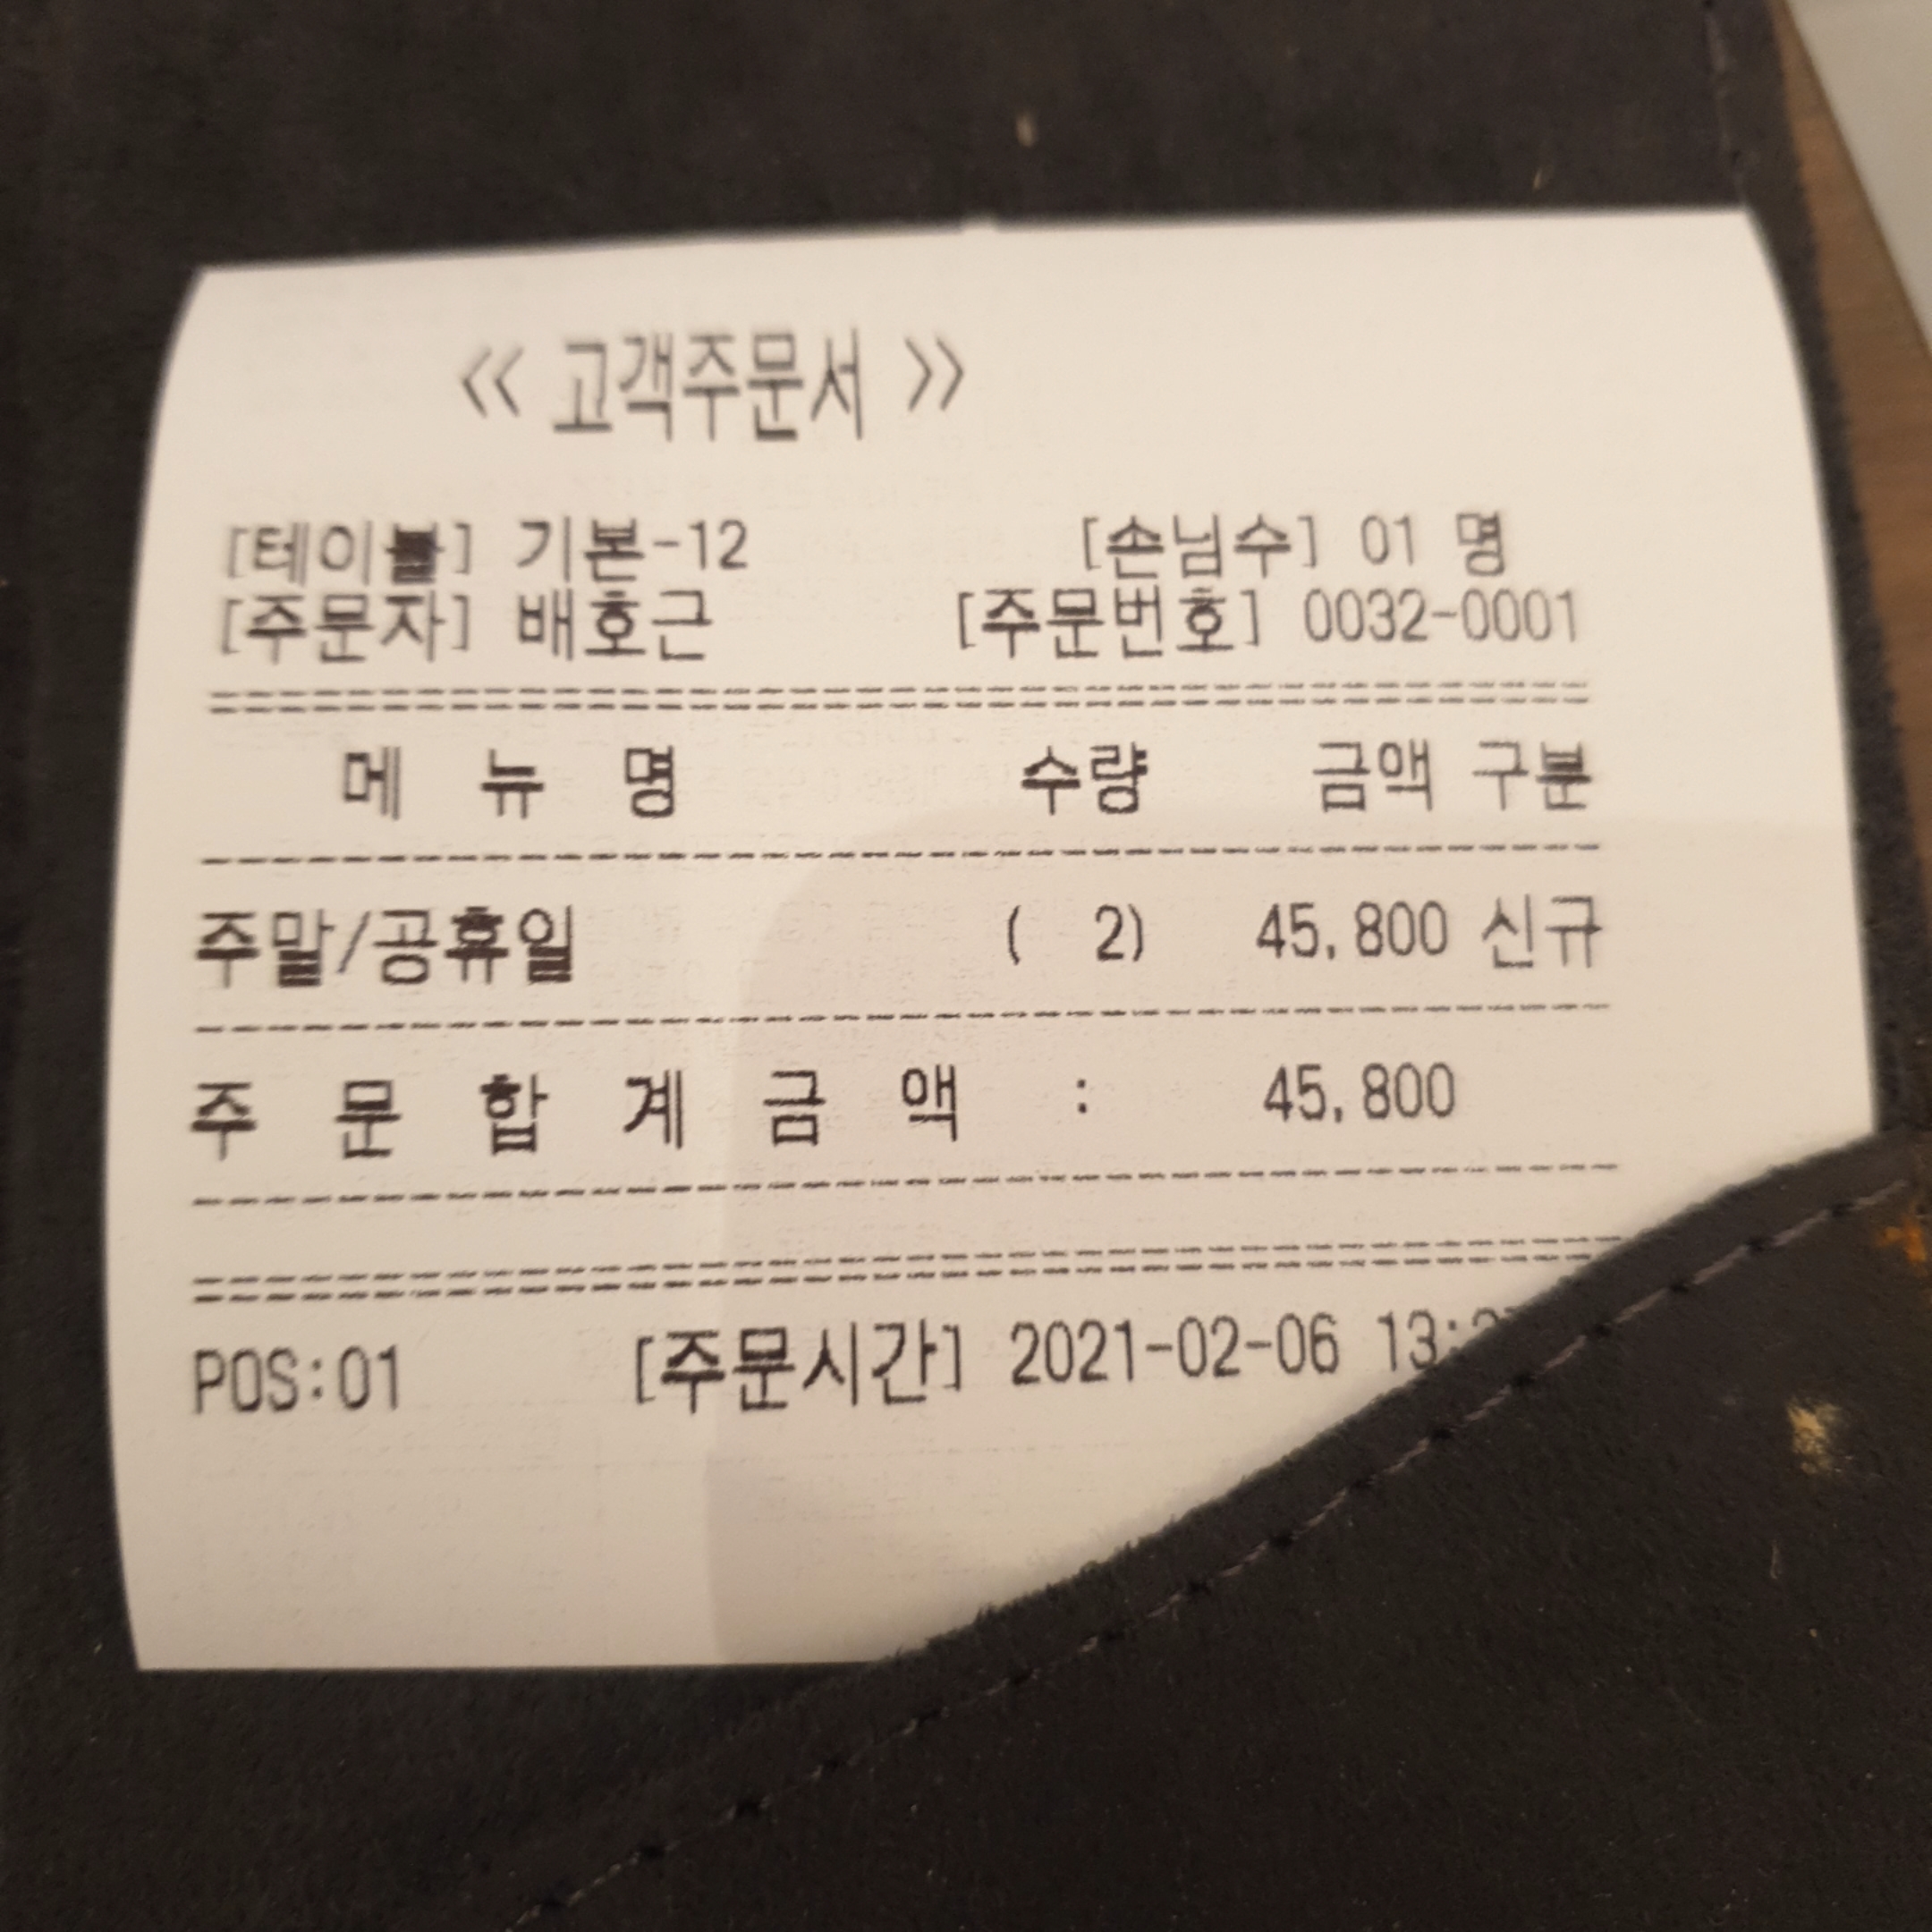 << 고객주문서 >>
[테이블] 기본-12 [손님수] 01 명
[주문자] 배호근 [주문번호] 0032-0001
메 뉴 명 수량 금액 구분
주말/공휴일 ( 2) 45,800 신규
주 문 합 계 금 액 : 45,800
POS:01 [주문시간] 2021-02-06